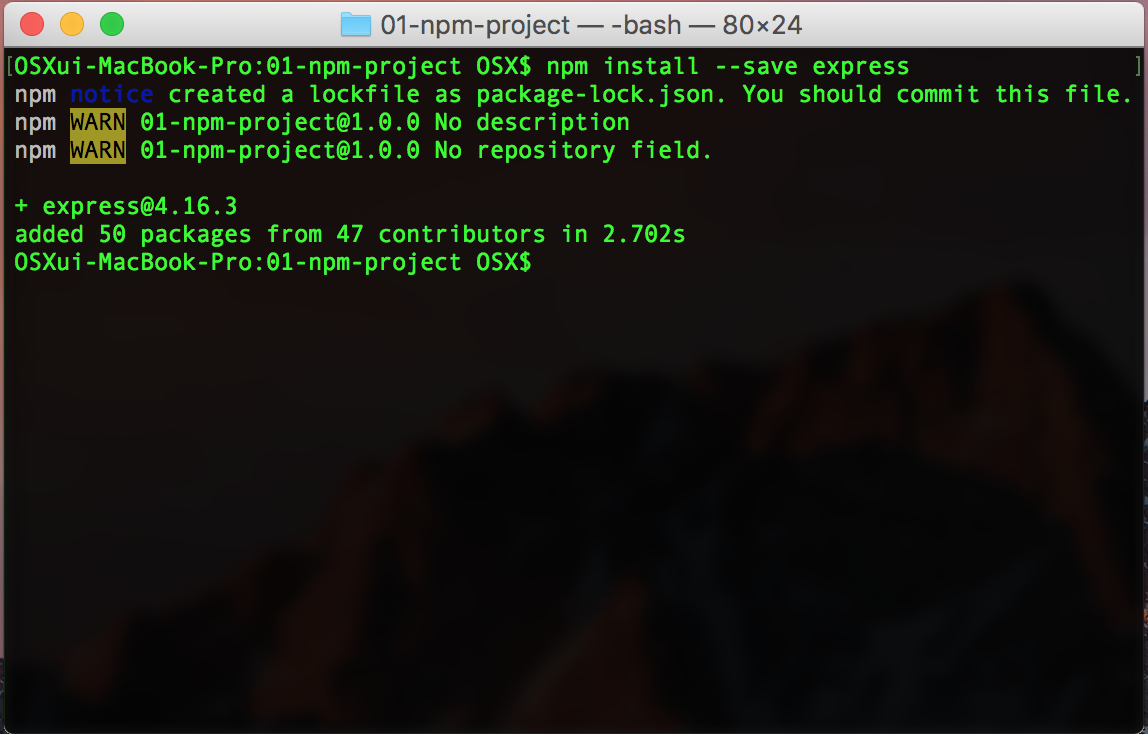 01-npm-project — -bash — 80×24
[OSXui-MacBook-Pro:01-npm-project OSX$ npm install --save express ]
npm notice created a lockfile as package-lock.json. You should commit this file.
npm WARN 01-npm-project@1.0.0 No description
npm WARN 01-npm-project@1.0.0 No repository field.
+ express@4.16.3
added 50 packages from 47 contributors in 2.702s
OSXui-MacBook-Pro:01-npm-project OSX$